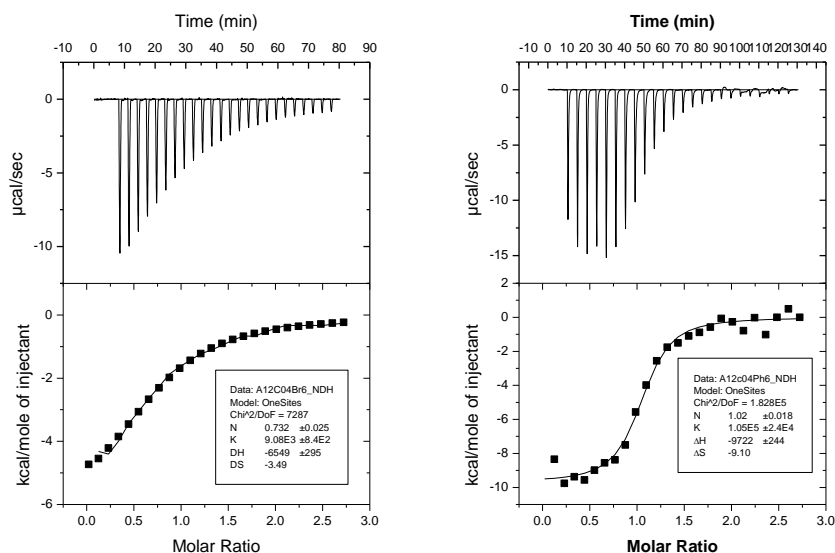 Time (min)
-10 0 10 20 30 40 50 60 70 80 90
0
-5
-10
µcal/sec
0
-2
-4
-6
kcal/mole of injectant
Data: A12C04Br6_NDH
Model: OneSites
Chi^2/DoF = 7287
N 0.732 ±0.025
K 9.08E3 ±8.4E2
DH -6549 ±295
DS -3.49
0.0 0.5 1.0 1.5 2.0 2.5 3.0
Molar Ratio
Time (min)
-10 0 10 20 30 40 50 60 70 80 90 100 110 120 130 140
0
-5
-10
-15
µcal/sec
2
0
-2
-4
-6
-8
-10
kcal/mole of injectant
Data: A12c04Ph6_NDH
Model: OneSites
Chi^2/DoF = 1.828E5
N 1.02 ±0.018
K 1.05E5 ±2.4E4
ΔH -9722 ±244
ΔS -9.10
0.0 0.5 1.0 1.5 2.0 2.5 3.0
Molar Ratio